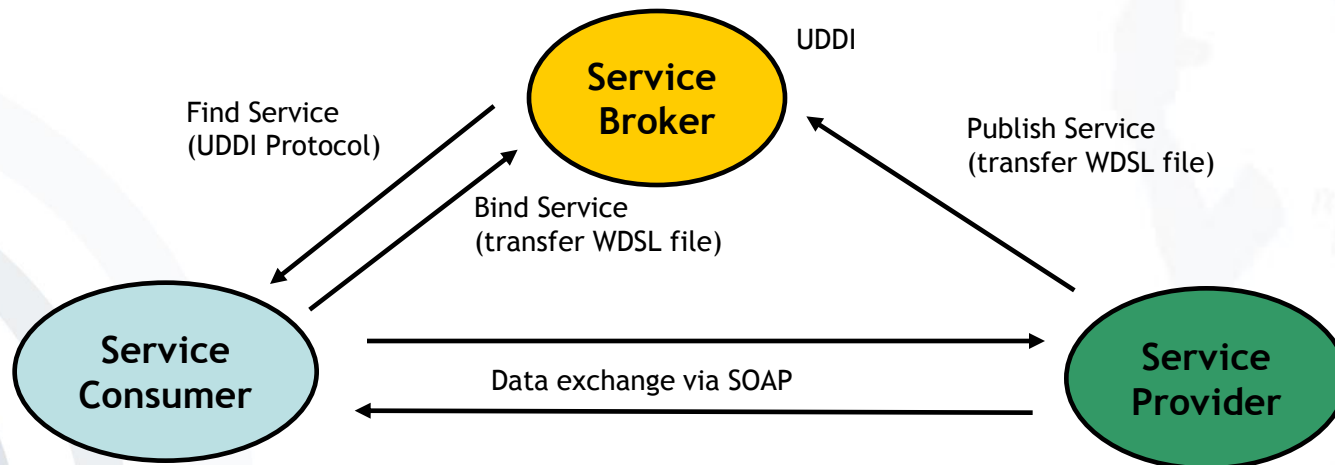 UDDI
Service
Broker
Find Service
(UDDI Protocol)
Publish Service
(transfer WDSL file)
Bind Service
(transfer WDSL file)
Service
Consumer
Data exchange via SOAP
Service
Provider